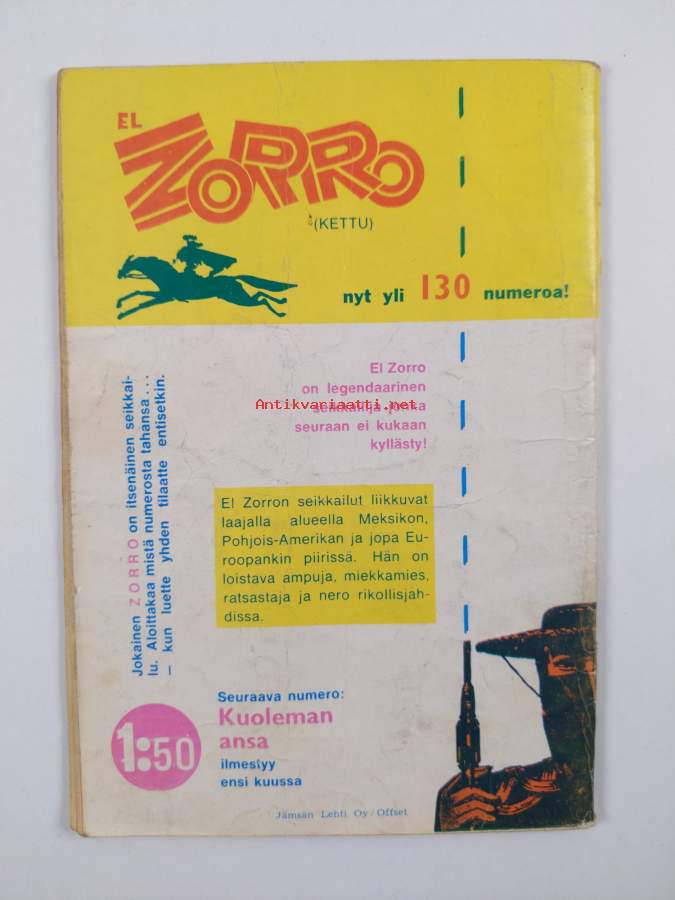 EL
ZORRO
(KETTU)
nyt yli 130 numeroa!
El Zorro
on legendaarinen
Antikvariaatti.net
seikkailija jonka
seuraan ei kukaan
kyllästy!
Jokainen ZORRO on itsenäinen seikkai-
lu. Aloittakaa mistä numerosta tahansa ...
— kun luette yhden tilaatte entisetkin.
El Zorron seikkailut liikkuvat
laajalla alueella Meksikon,
Pohjois-Amerikan ja jopa Eu-
roopankin piirissä. Hän on
loistava ampuja, miekkamies,
ratsastaja ja nero rikollisjah-
dissa.
Seuraava numero:
Kuoleman
ansa
ilmestyy
ensi kuussa
1:50
Jämsän Lehti Oy/Offset